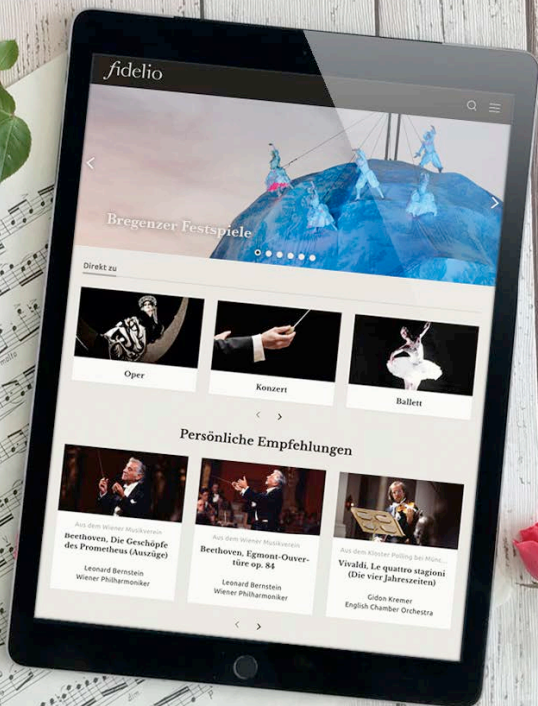 fidelio
Bregenzer Festspiele
Direkt zu
Oper
Konzert
Ballett
Persönliche Empfehlungen
Aus dem Wiener Musikverein
Beethoven, Die Geschöpfe
des Prometheus (Auszüge)
Leonard Bernstein
Wiener Philharmoniker
Aus dem Wiener Musikverein
Beethoven, Egmont-Ouver-
türe op. 84
Leonard Bernstein
Wiener Philharmoniker
Aus dem Kloster Polling bei Münc...
Vivaldi, Le quattro stagioni
(Die vier Jahreszeiten)
Gidon Kremer
English Chamber Orchestra